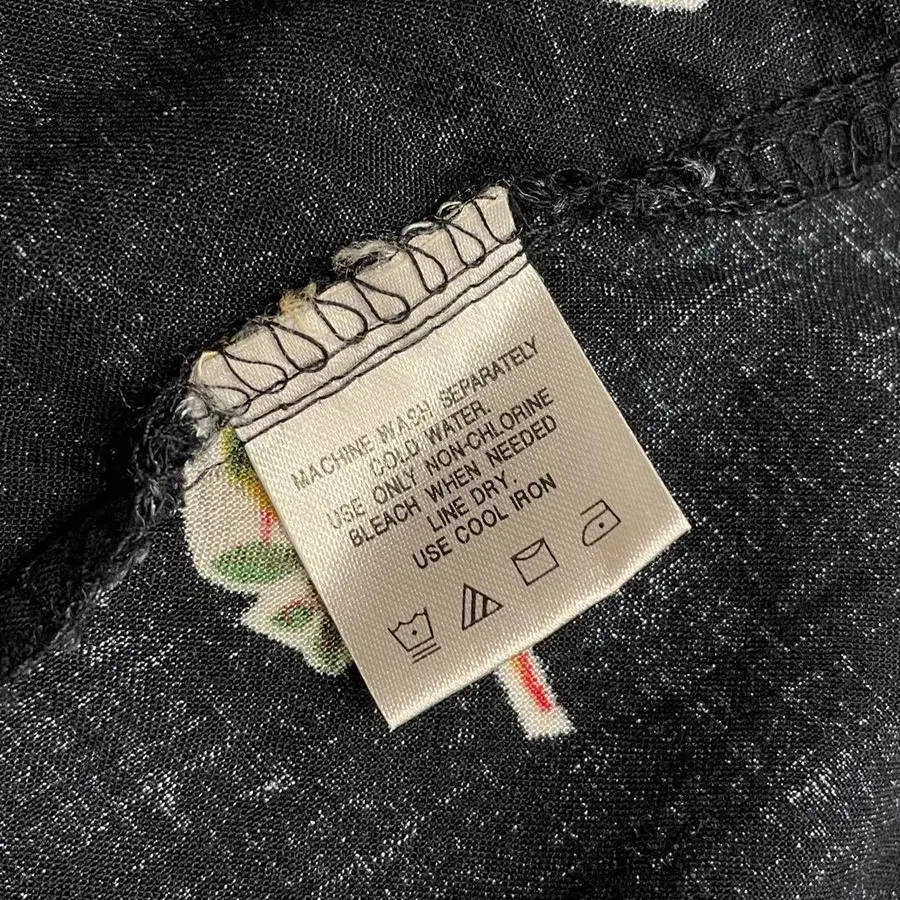 MACHINE WASH SEPARATELY
COLD WATER.
USE ONLY NON-CHLORINE
BLEACH WHEN NEEDED
LINE DRY.
USE COOL IRON